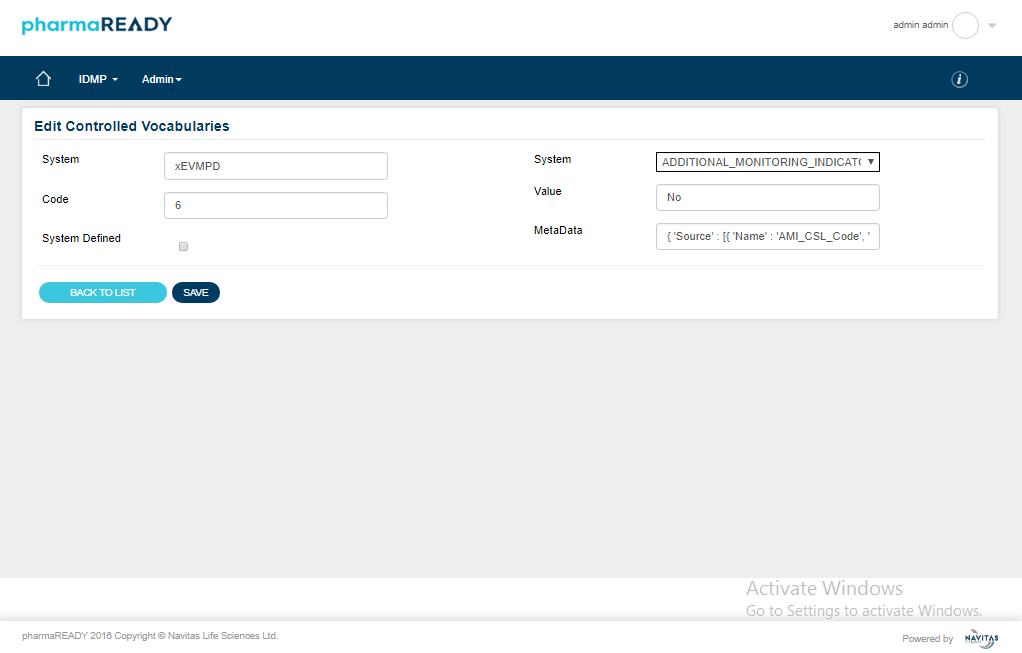 pharmaREADY
admin admin
IDMP
Admin
i
Edit Controlled Vocabularies
System
xEVMPD
System
ADDITIONAL_MONITORING_INDICATO
Code
6
Value
No
System Defined
MetaData
{ 'Source' : [{ 'Name' : 'AMI_CSL_Code', '
BACK TO LIST
SAVE
Activate Windows
Go to Settings to activate Windows.
pharmaREADY 2016 Copyright © Navitas Life Sciences Ltd.
Powered by
NAVITAS